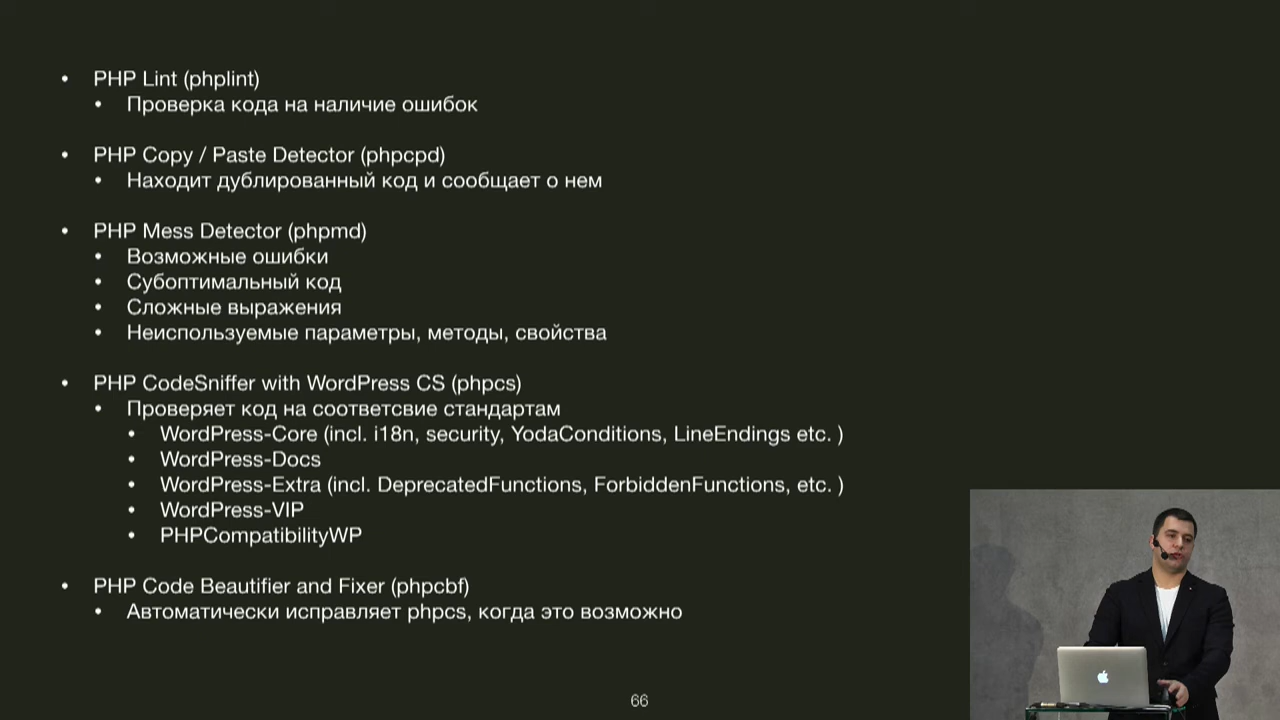 • PHP Lint (phplint)
• Проверка кода на наличие ошибок
• PHP Copy / Paste Detector (phpcpd)
• Находит дублированный код и сообщает о нем
• PHP Mess Detector (phpmd)
• Возможные ошибки
• Субоптимальный код
• Сложные выражения
• Неиспользуемые параметры, методы, свойства
• PHP CodeSniffer with WordPress CS (phpcs)
• Проверяет код на соответсвие стандартам
• WordPress-Core (incl. i18n, security, YodaConditions, LineEndings etc. )
• WordPress-Docs
• WordPress-Extra (incl. DeprecatedFunctions, ForbiddenFunctions, etc. )
• WordPress-VIP
• PHPCompatibilityWP
• PHP Code Beautifier and Fixer (phpcbf)
• Автоматически исправляет phpcs, когда это возможно
66